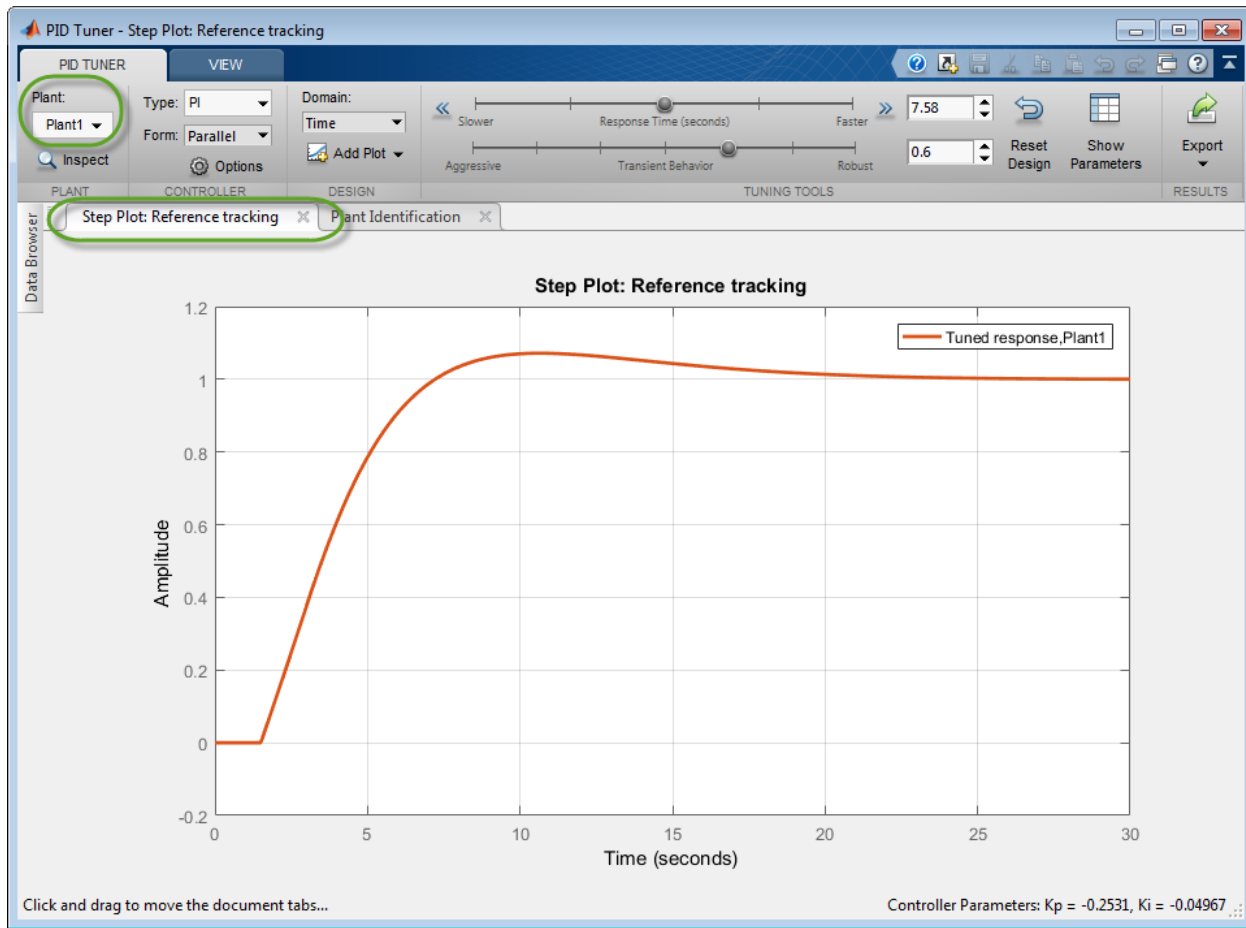 PID Tuner - Step Plot: Reference tracking
PID TUNER VIEW
Plant: Type: PI Domain:
Plant1 Form: Parallel Time
Inspect Options Add Plot
Slower Response Time (seconds) Faster 7.58
Aggressive Transient Behavior Robust 0.6
Reset Design
Show Parameters
Export
PLANT CONTROLLER DESIGN TUNING TOOLS RESULTS
Data Browser
Step Plot: Reference tracking Plant Identification
Step Plot: Reference tracking
Tuned response,Plant1
Amplitude
1.2
1
0.8
0.6
0.4
0.2
0
-0.2
0 5 10 15 20 25 30
Time (seconds)
Click and drag to move the document tabs... Controller Parameters: Kp = -0.2531, Ki = -0.04967